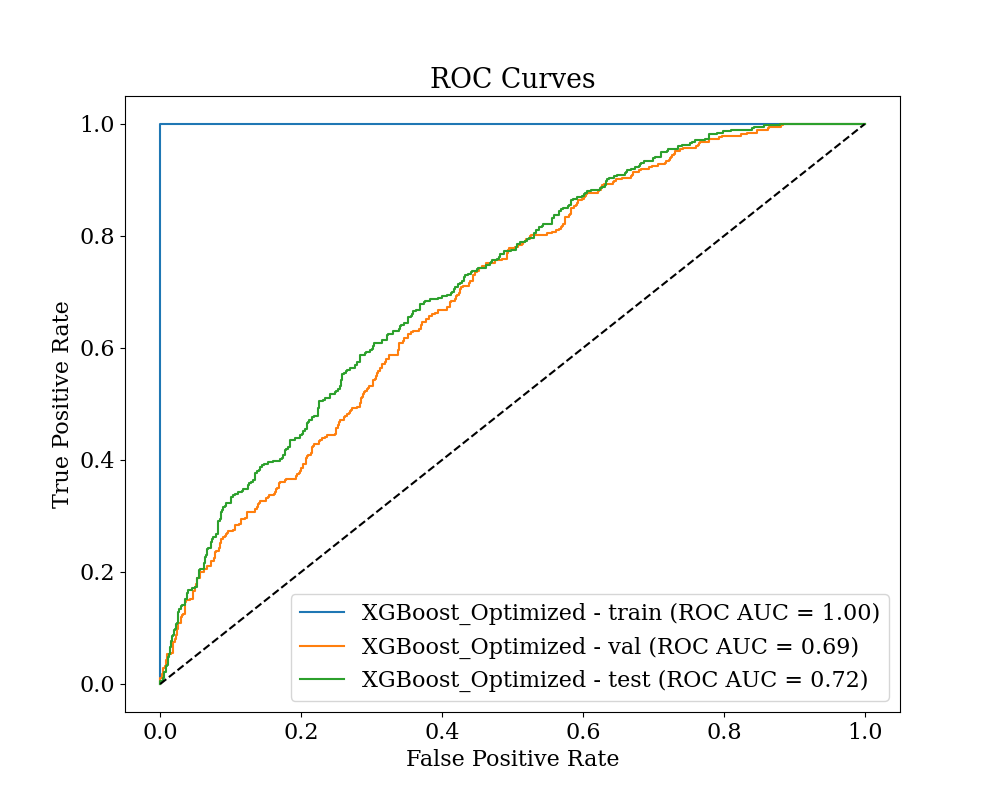 ROC Curves
1.0
0.8
0.6
0.4
0.2
0.0
True Positive Rate
XGBoost_Optimized - train (ROC AUC = 1.00)
XGBoost_Optimized - val (ROC AUC = 0.69)
XGBoost_Optimized - test (ROC AUC = 0.72)
0.0 0.2 0.4 0.6 0.8 1.0
False Positive Rate